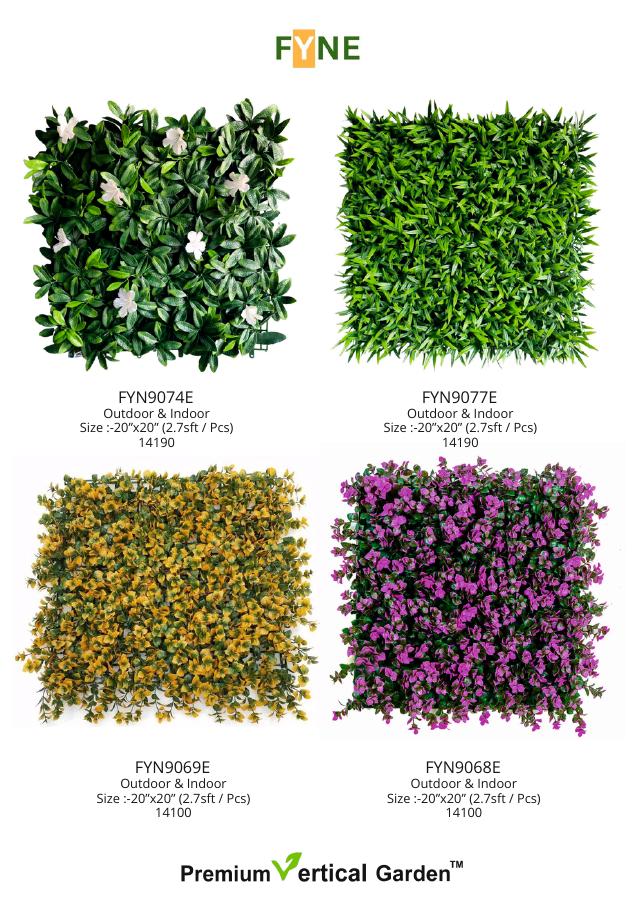 FYNE
FYN9074E
Outdoor & Indoor
Size :-20”x20” (2.7sft / Pcs)
14190
FYN9077E
Outdoor & Indoor
Size :-20”x20” (2.7sft / Pcs)
14190
FYN9069E
Outdoor & Indoor
Size :-20”x20” (2.7sft / Pcs)
14100
FYN9068E
Outdoor & Indoor
Size :-20”x20” (2.7sft / Pcs)
14100
Premium Vertical Garden™